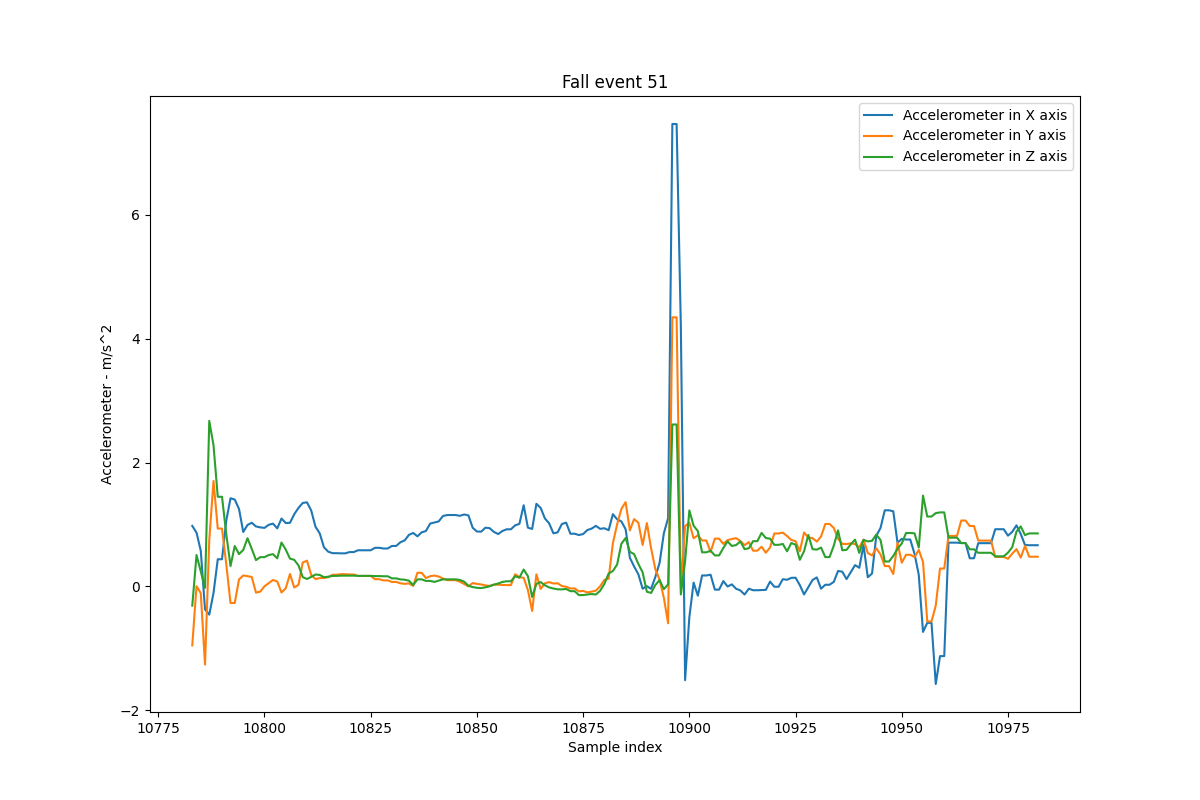 Fall event 51
Accelerometer in X axis
Accelerometer in Y axis
Accelerometer in Z axis
Accelerometer - m/s^2
6
4
2
0
−2
10775 10800 10825 10850 10875 10900 10925 10950 10975
Sample index